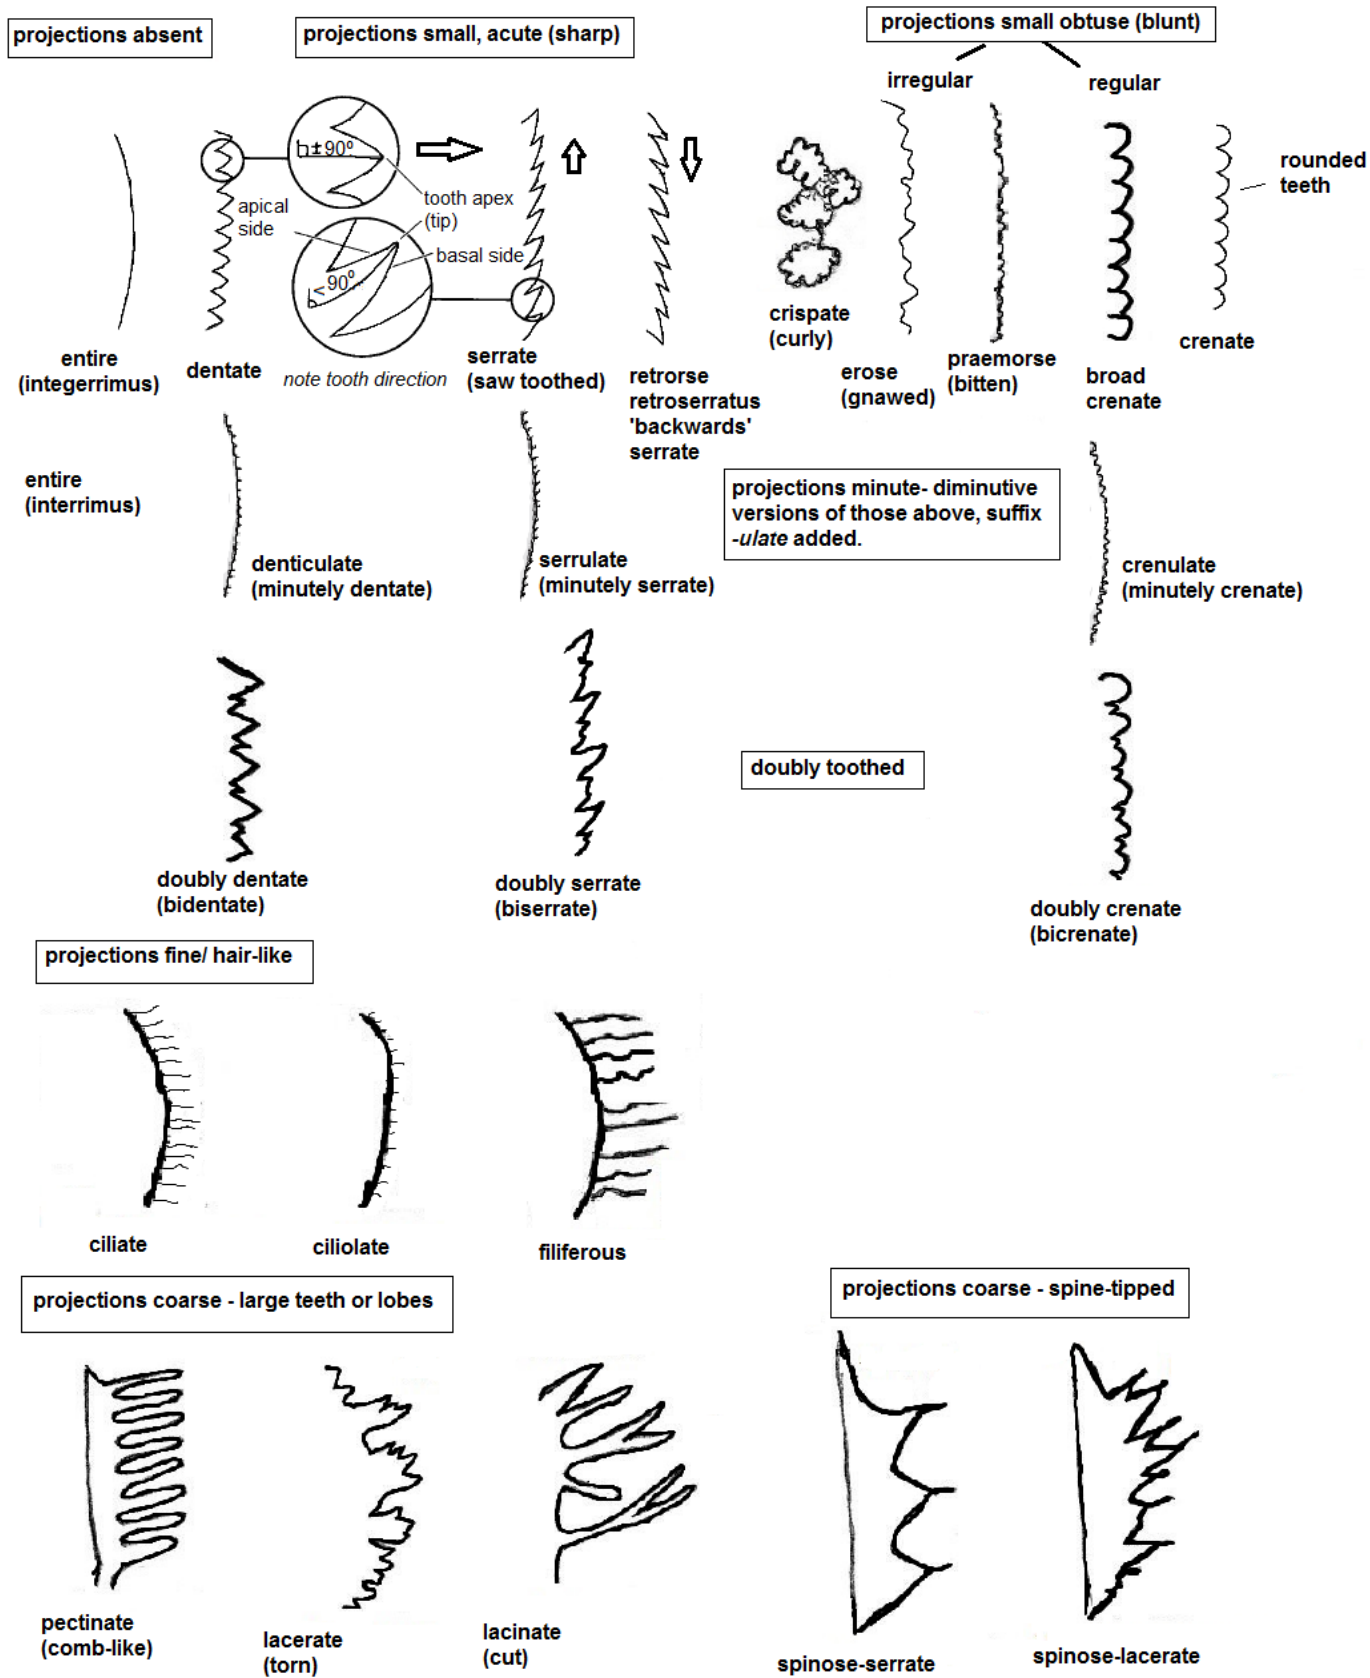 projections absent
projections small, acute (sharp)
projections small obtuse (blunt)
irregular
regular
±90°
tooth apex
(tip)
apical
side
basal side
<90°
rounded
teeth
entire
(integerrimus)
dentate
note tooth direction
serrate
(saw toothed)
retrorse
retroserratus
'backwards'
serrate
crispate
(curly)
erose
(gnawed)
praemorse
(bitten)
broad
crenate
crenate
entire
(interrimus)
denticulate
(minutely dentate)
serrulate
(minutely serrate)
projections minute- diminutive
versions of those above, suffix
-ulate added.
crenulate
(minutely crenate)
doubly toothed
doubly dentate
(bidentate)
doubly serrate
(biserrate)
doubly crenate
(bicrenate)
projections fine/ hair-like
ciliate
ciliolate
filiferous
projections coarse - large teeth or lobes
projections coarse - spine-tipped
pectinate
(comb-like)
lacerate
(torn)
lacinate
(cut)
spinose-serrate
spinose-lacerate